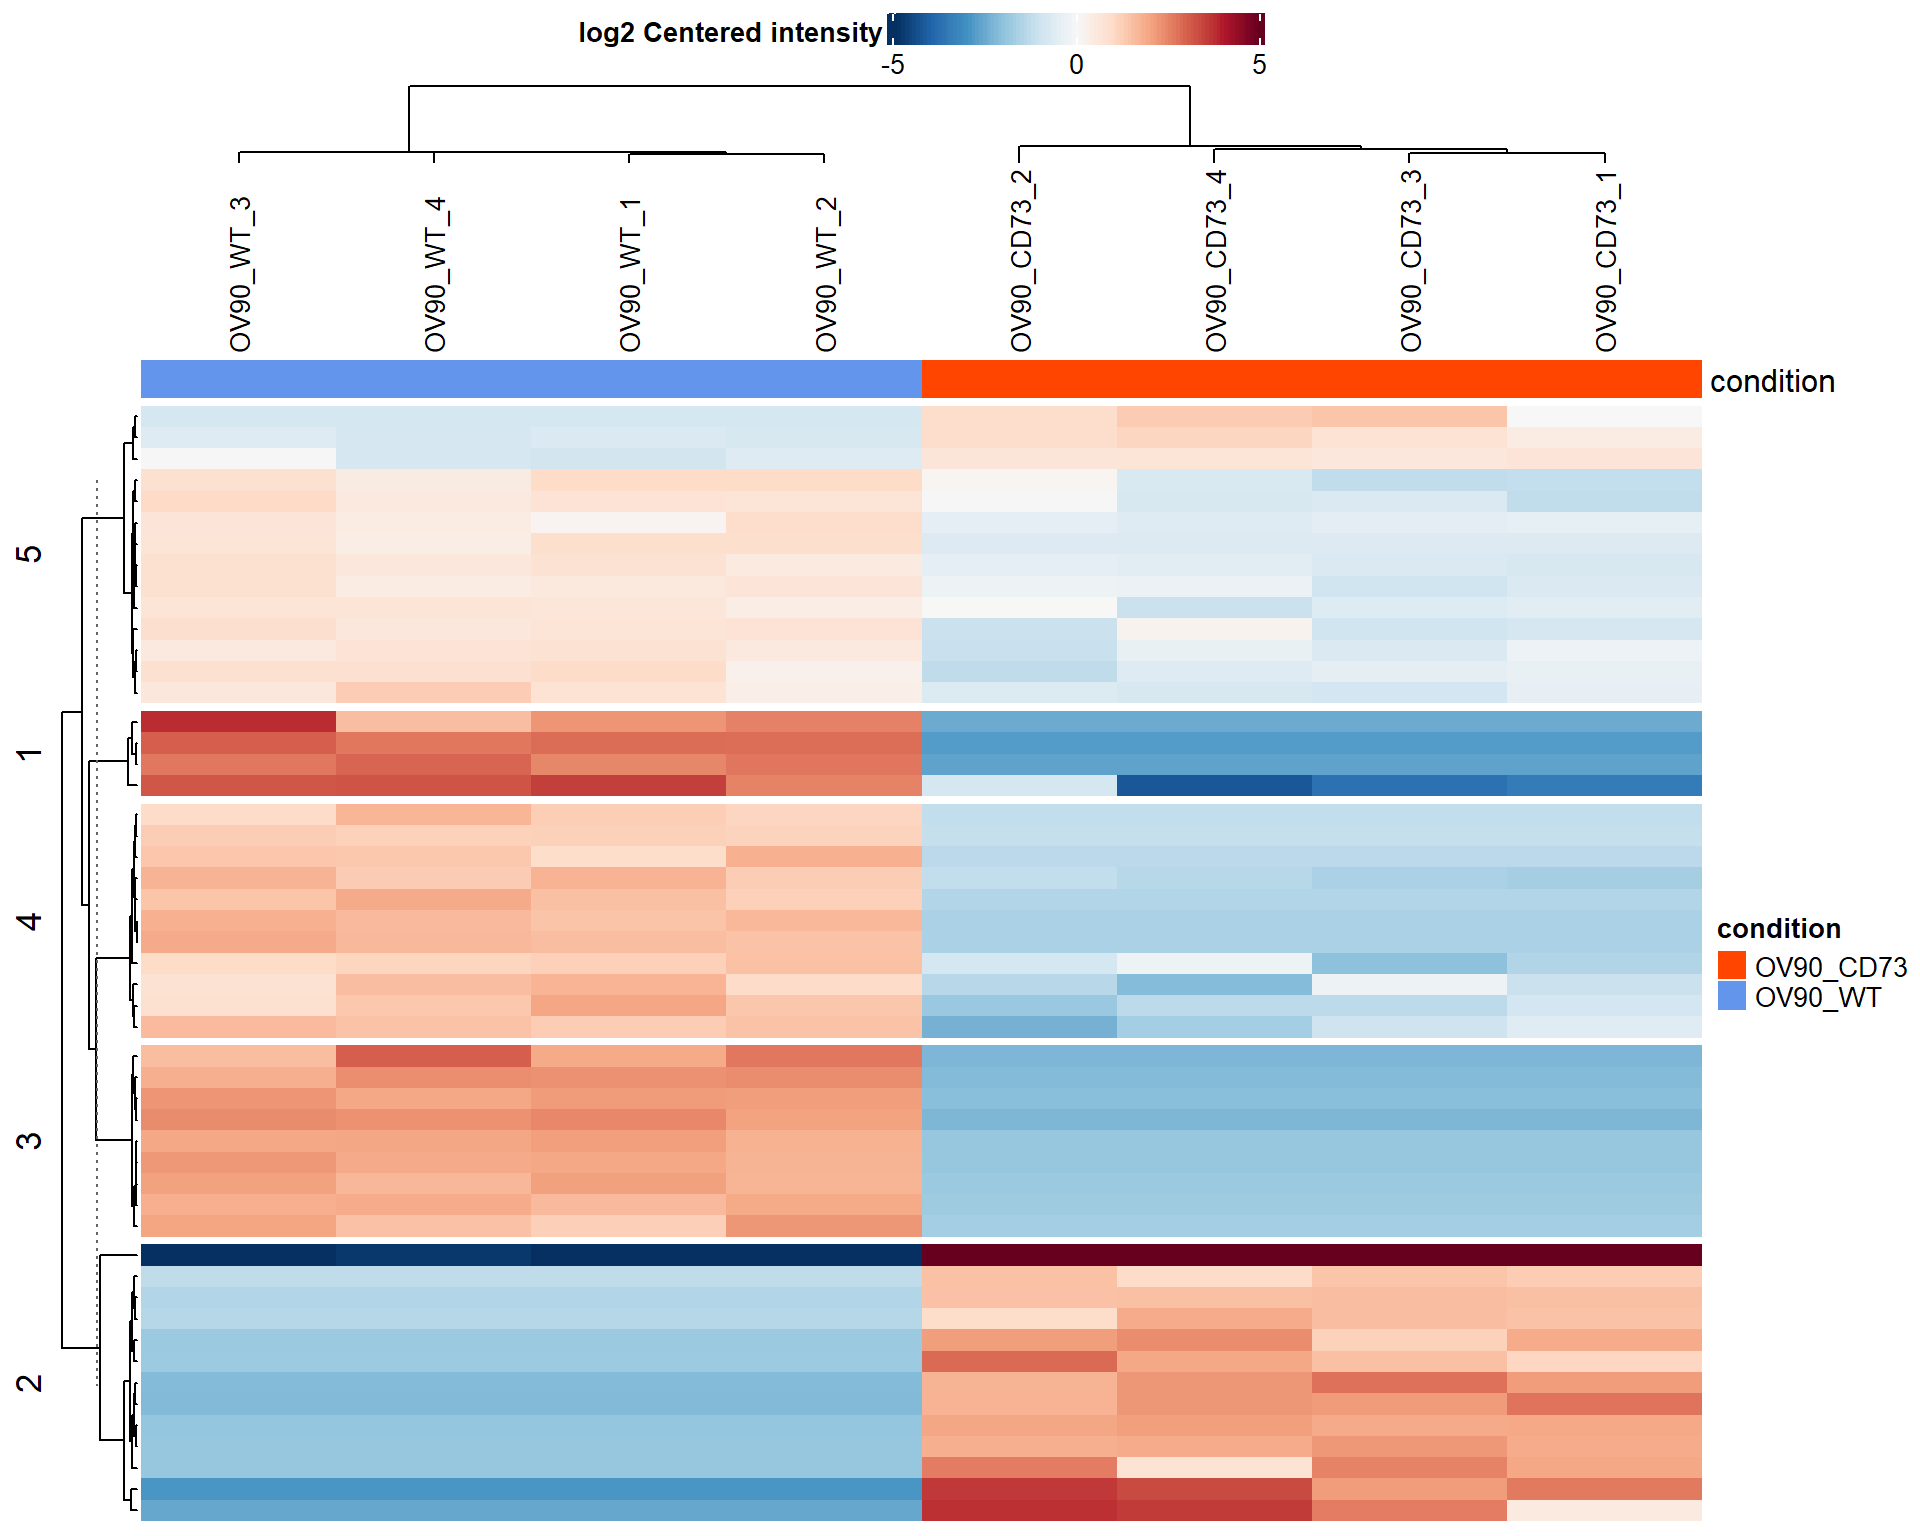 log2 Centered intensity
-5 0 5
OV90_WT_3
OV90_WT_4
OV90_WT_1
OV90_WT_2
OV90_CD73_2
OV90_CD73_4
OV90_CD73_3
OV90_CD73_1
condition
5
1
4
3
2
condition
OV90_CD73
OV90_WT